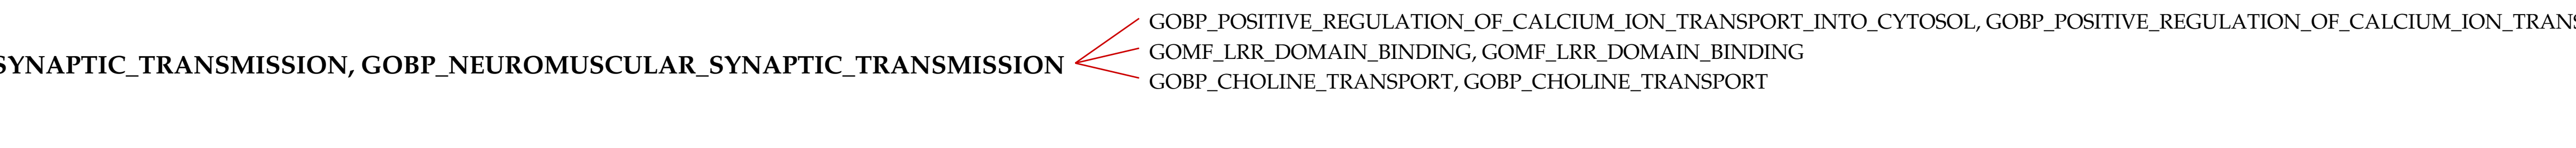 GOBP_POSITIVE_REGULATION_OF_CALCIUM_ION_TRANSPORT_INTO_CYTOSOL, GOBP_POSITIVE_REGULATION_OF_CALCIUM_ION_TRANS
GOMF_LRR_DOMAIN_BINDING, GOMF_LRR_DOMAIN_BINDING
SYNAPTIC_TRANSMISSION, GOBP_NEUROMUSCULAR_SYNAPTIC_TRANSMISSION
GOBP_CHOLINE_TRANSPORT, GOBP_CHOLINE_TRANSPORT